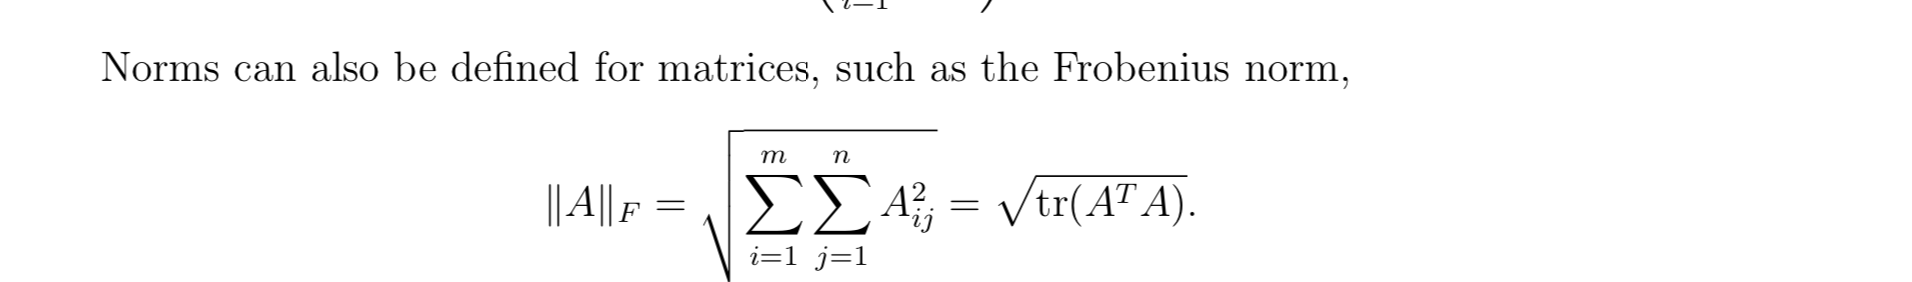 i=1
Norms can also be defined for matrices, such as the Frobenius norm,
‖A‖_F = √(∑_{i=1}^{m} ∑_{j=1}^{n} A_{ij}^2) = √(tr(A^T A)).